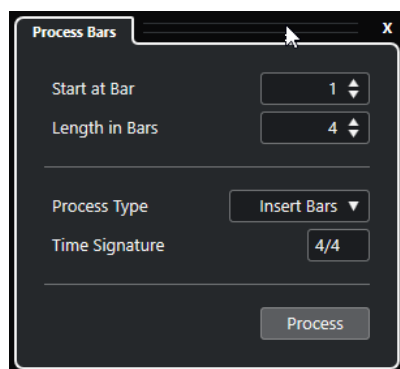 Process Bars x
Start at Bar 1
Length in Bars 4
Process Type Insert Bars
Time Signature 4/4
Process